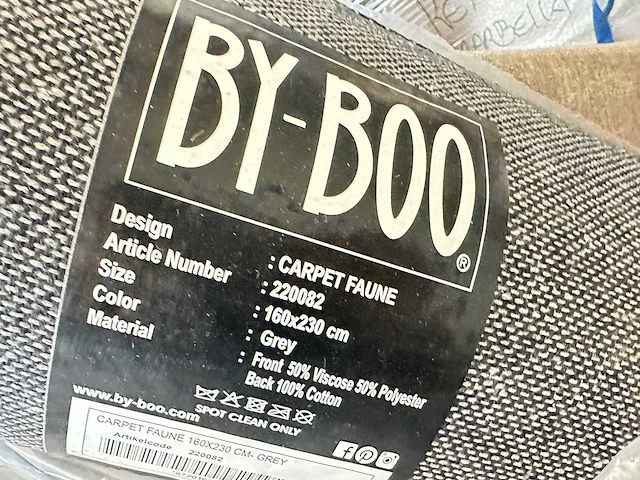 BY-BOO®
Design : CARPET FAUNE
Article Number : 220082
Size : 160x230 cm
Color : Grey
Material : Front 50% Viscose 50% Polyester
Back 100% Cotton
www.by-boo.com
SPOT CLEAN ONLY
CARPET FAUNE 160X230 CM- GREY
Artikelcode 220082